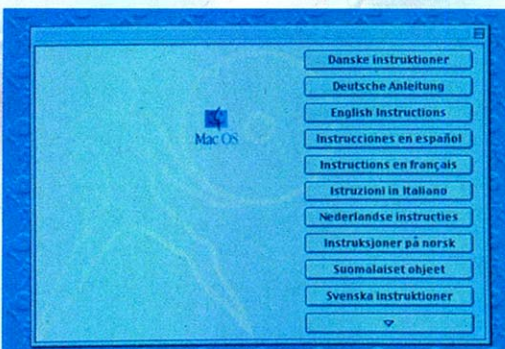 Mac OS
Danske instruktioner
Deutsche Anleitung
English Instructions
Instrucciones en español
Instructions en français
Istruzioni in Italiano
Nederlandse instructies
Instruksjoner på norsk
Suomalaiset ohjeet
Svenska instruktioner